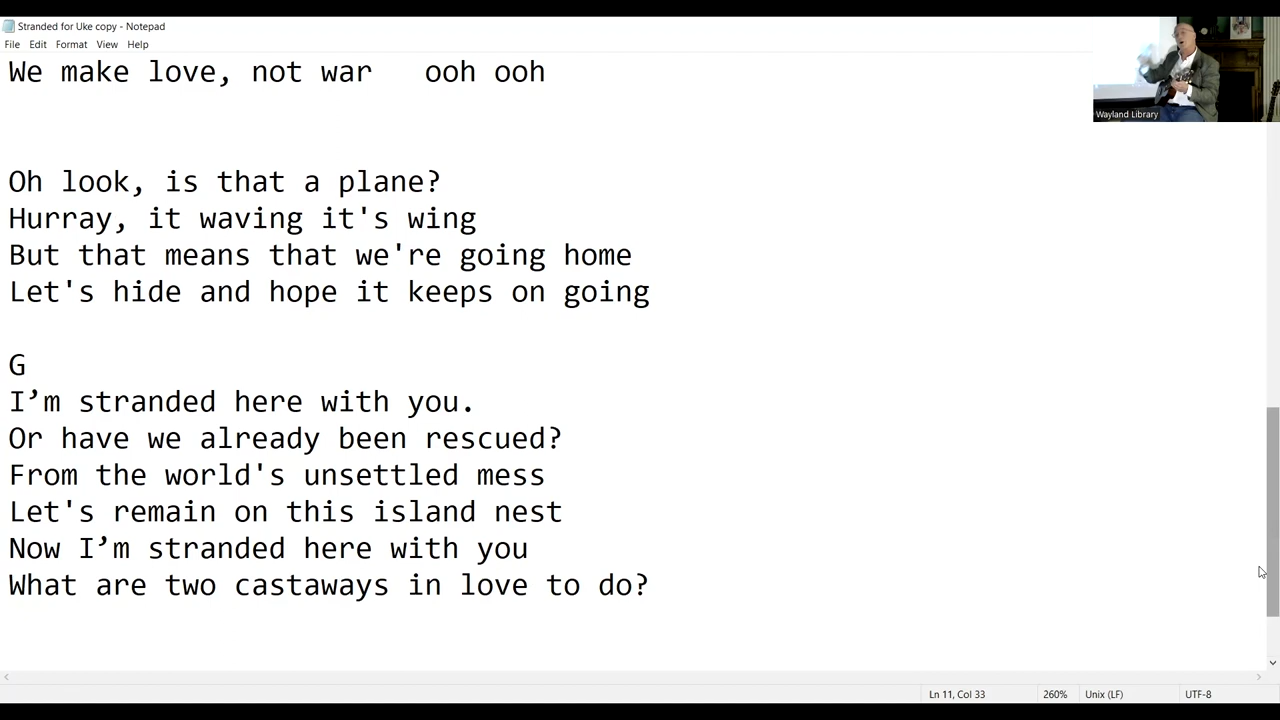 Stranded for Uke copy - Notepad
File Edit Format View Help
We make love, not war ooh ooh
Wayland Library
Oh look, is that a plane?
Hurray, it waving it's wing
But that means that we're going home
Let's hide and hope it keeps on going
G
I’m stranded here with you.
Or have we already been rescued?
From the world's unsettled mess
Let's remain on this island nest
Now I’m stranded here with you
What are two castaways in love to do?
Ln 11, Col 33 260% Unix (LF) UTF-8